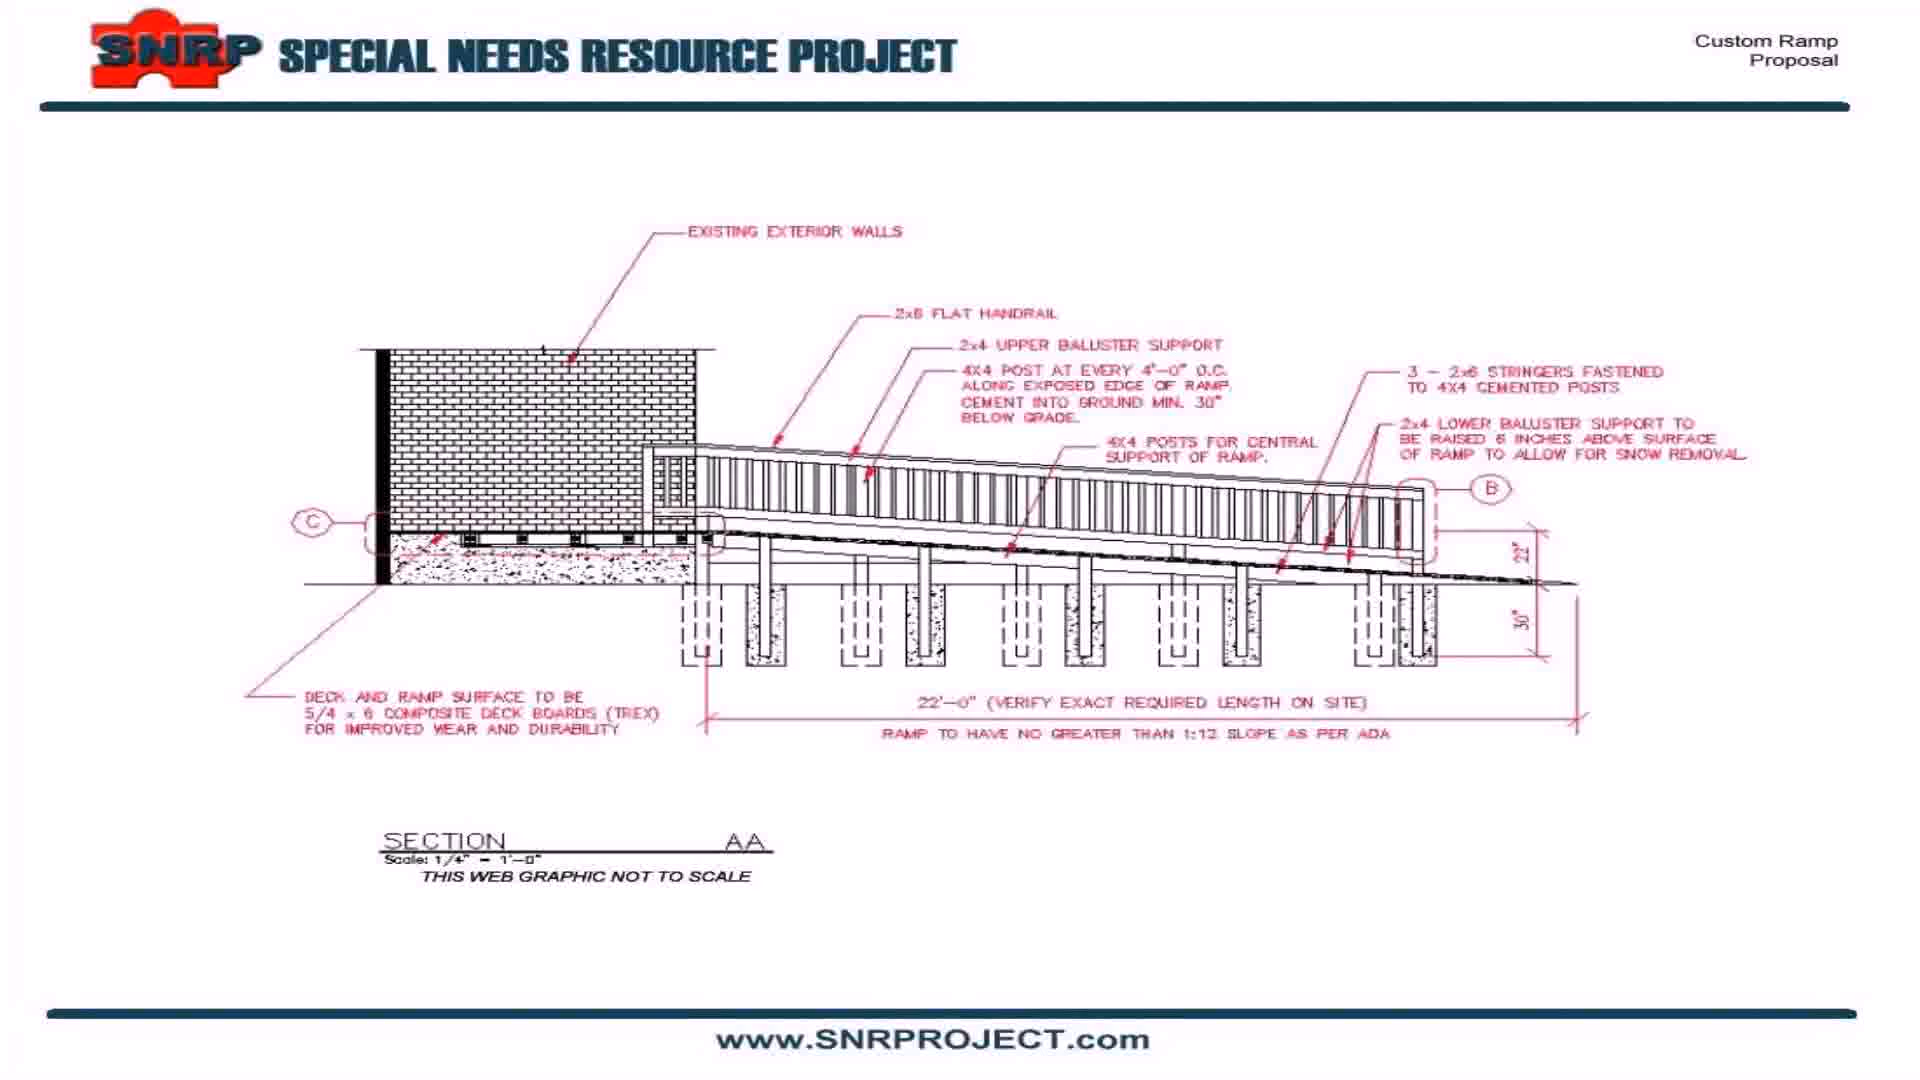 SNRP SPECIAL NEEDS RESOURCE PROJECT
Custom Ramp
Proposal
EXISTING EXTERIOR WALLS
2x6 FLAT HANDRAIL
2x4 UPPER BALUSTER SUPPORT
4X4 POST AT EVERY 4'-0" O.C.
ALONG EXPOSED EDGE OF RAMP.
CEMENT INTO GROUND MIN. 30"
BELOW GRADE.
3 - 2x6 STRINGERS FASTENED
TO 4X4 CEMENTED POSTS
4X4 POSTS FOR CENTRAL
SUPPORT OF RAMP.
2x4 LOWER BALUSTER SUPPORT TO
BE RAISED 6 INCHES ABOVE SURFACE
OF RAMP TO ALLOW FOR SNOW REMOVAL.
B
C
22"
30"
DECK AND RAMP SURFACE TO BE
5/4 x 6 COMPOSITE DECK BOARDS (TREX)
FOR IMPROVED WEAR AND DURABILITY
22'-0" (VERIFY EXACT REQUIRED LENGTH ON SITE)
RAMP TO HAVE NO GREATER THAN 1:12 SLOPE AS PER ADA
SECTION AA
Scale: 1/4" = 1'-0"
THIS WEB GRAPHIC NOT TO SCALE
www.SNRPROJECT.com